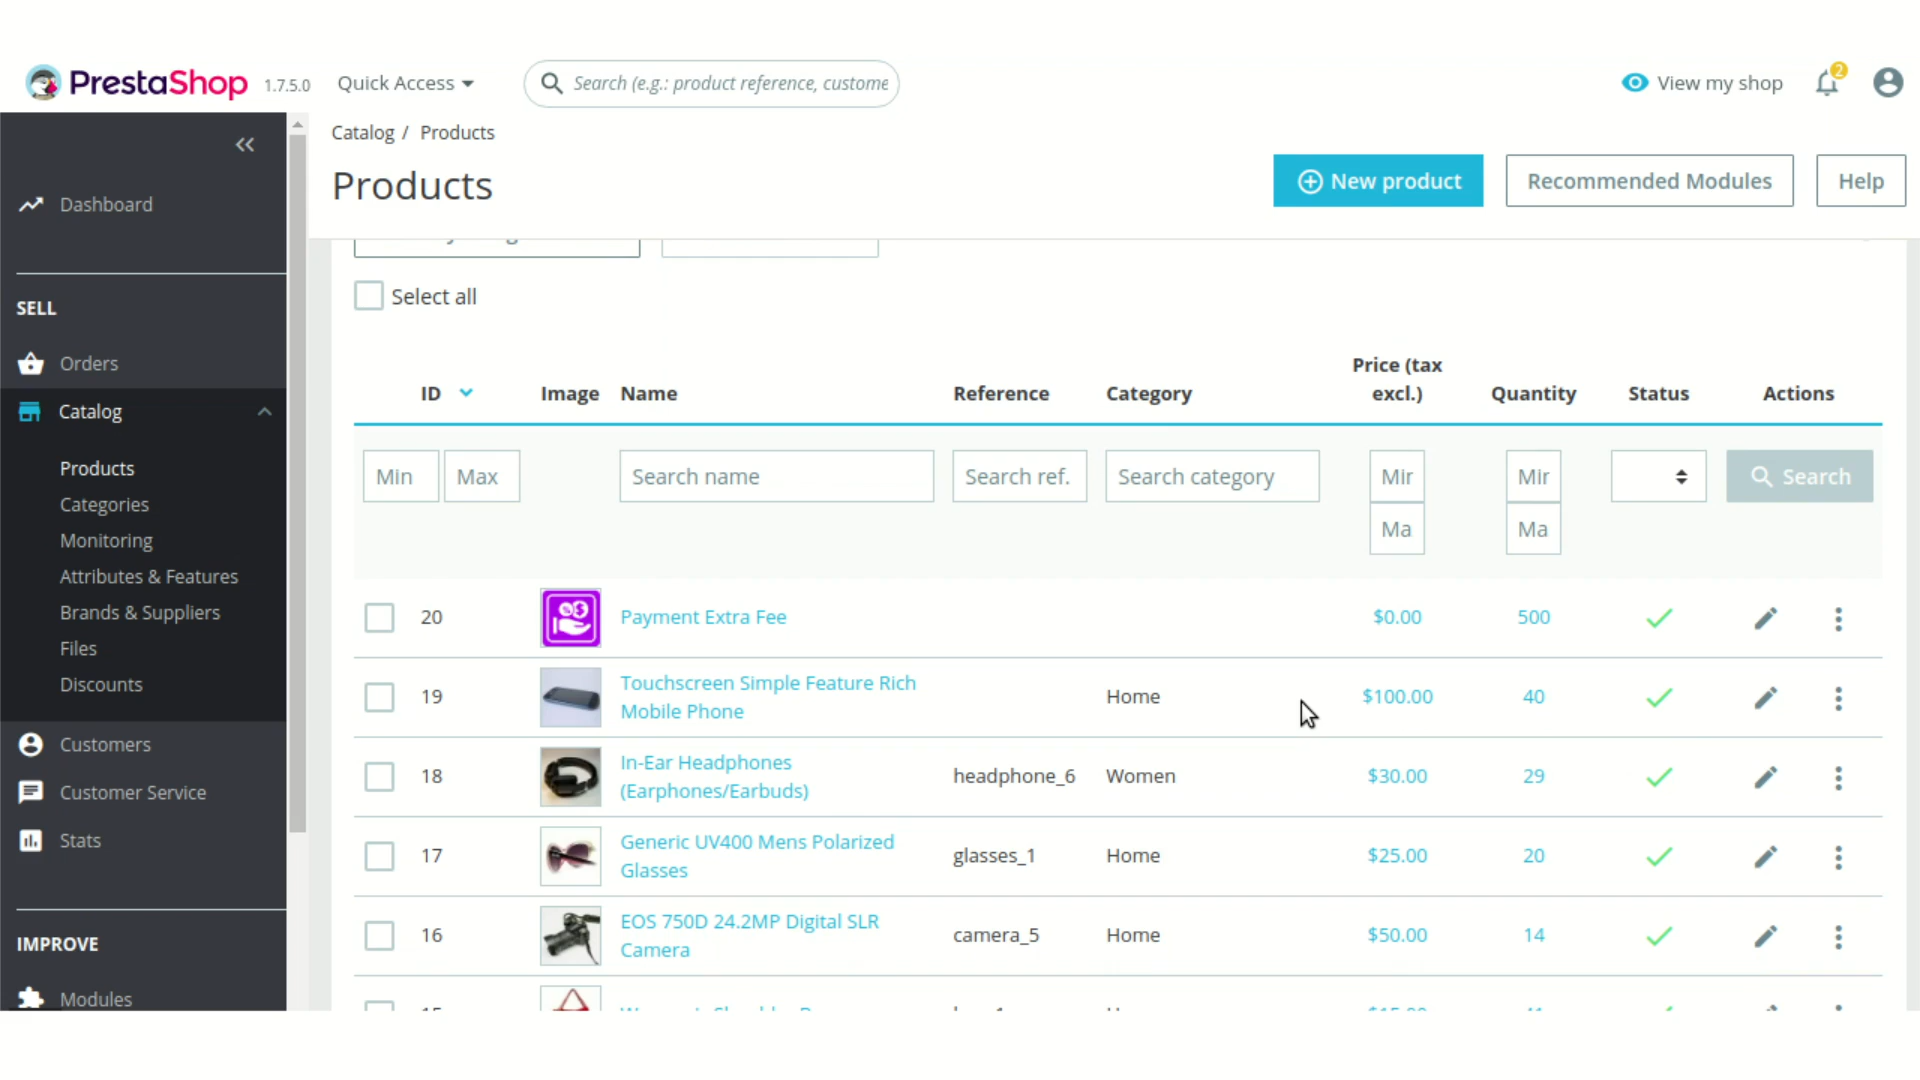 PrestaShop 1.7.5.0 Quick Access Search (e.g.: product reference, custome View my shop 2
Catalog / Products
Products New product Recommended Modules Help
Dashboard
SELL
Orders
Catalog
Products
Categories
Monitoring
Attributes & Features
Brands & Suppliers
Files
Discounts
Customers
Customer Service
Stats
IMPROVE
Modules
Select all
ID Image Name Reference Category Price (tax excl.) Quantity Status Actions
Min Max Search name Search ref. Search category Mir Mir Search
Ma Ma
20 Payment Extra Fee $0.00 500
19 Touchscreen Simple Feature Rich Home $100.00 40
Mobile Phone
18 In-Ear Headphones headphone_6 Women $30.00 29
(Earphones/Earbuds)
17 Generic UV400 Mens Polarized glasses_1 Home $25.00 20
Glasses
16 EOS 750D 24.2MP Digital SLR camera_5 Home $50.00 14
Camera